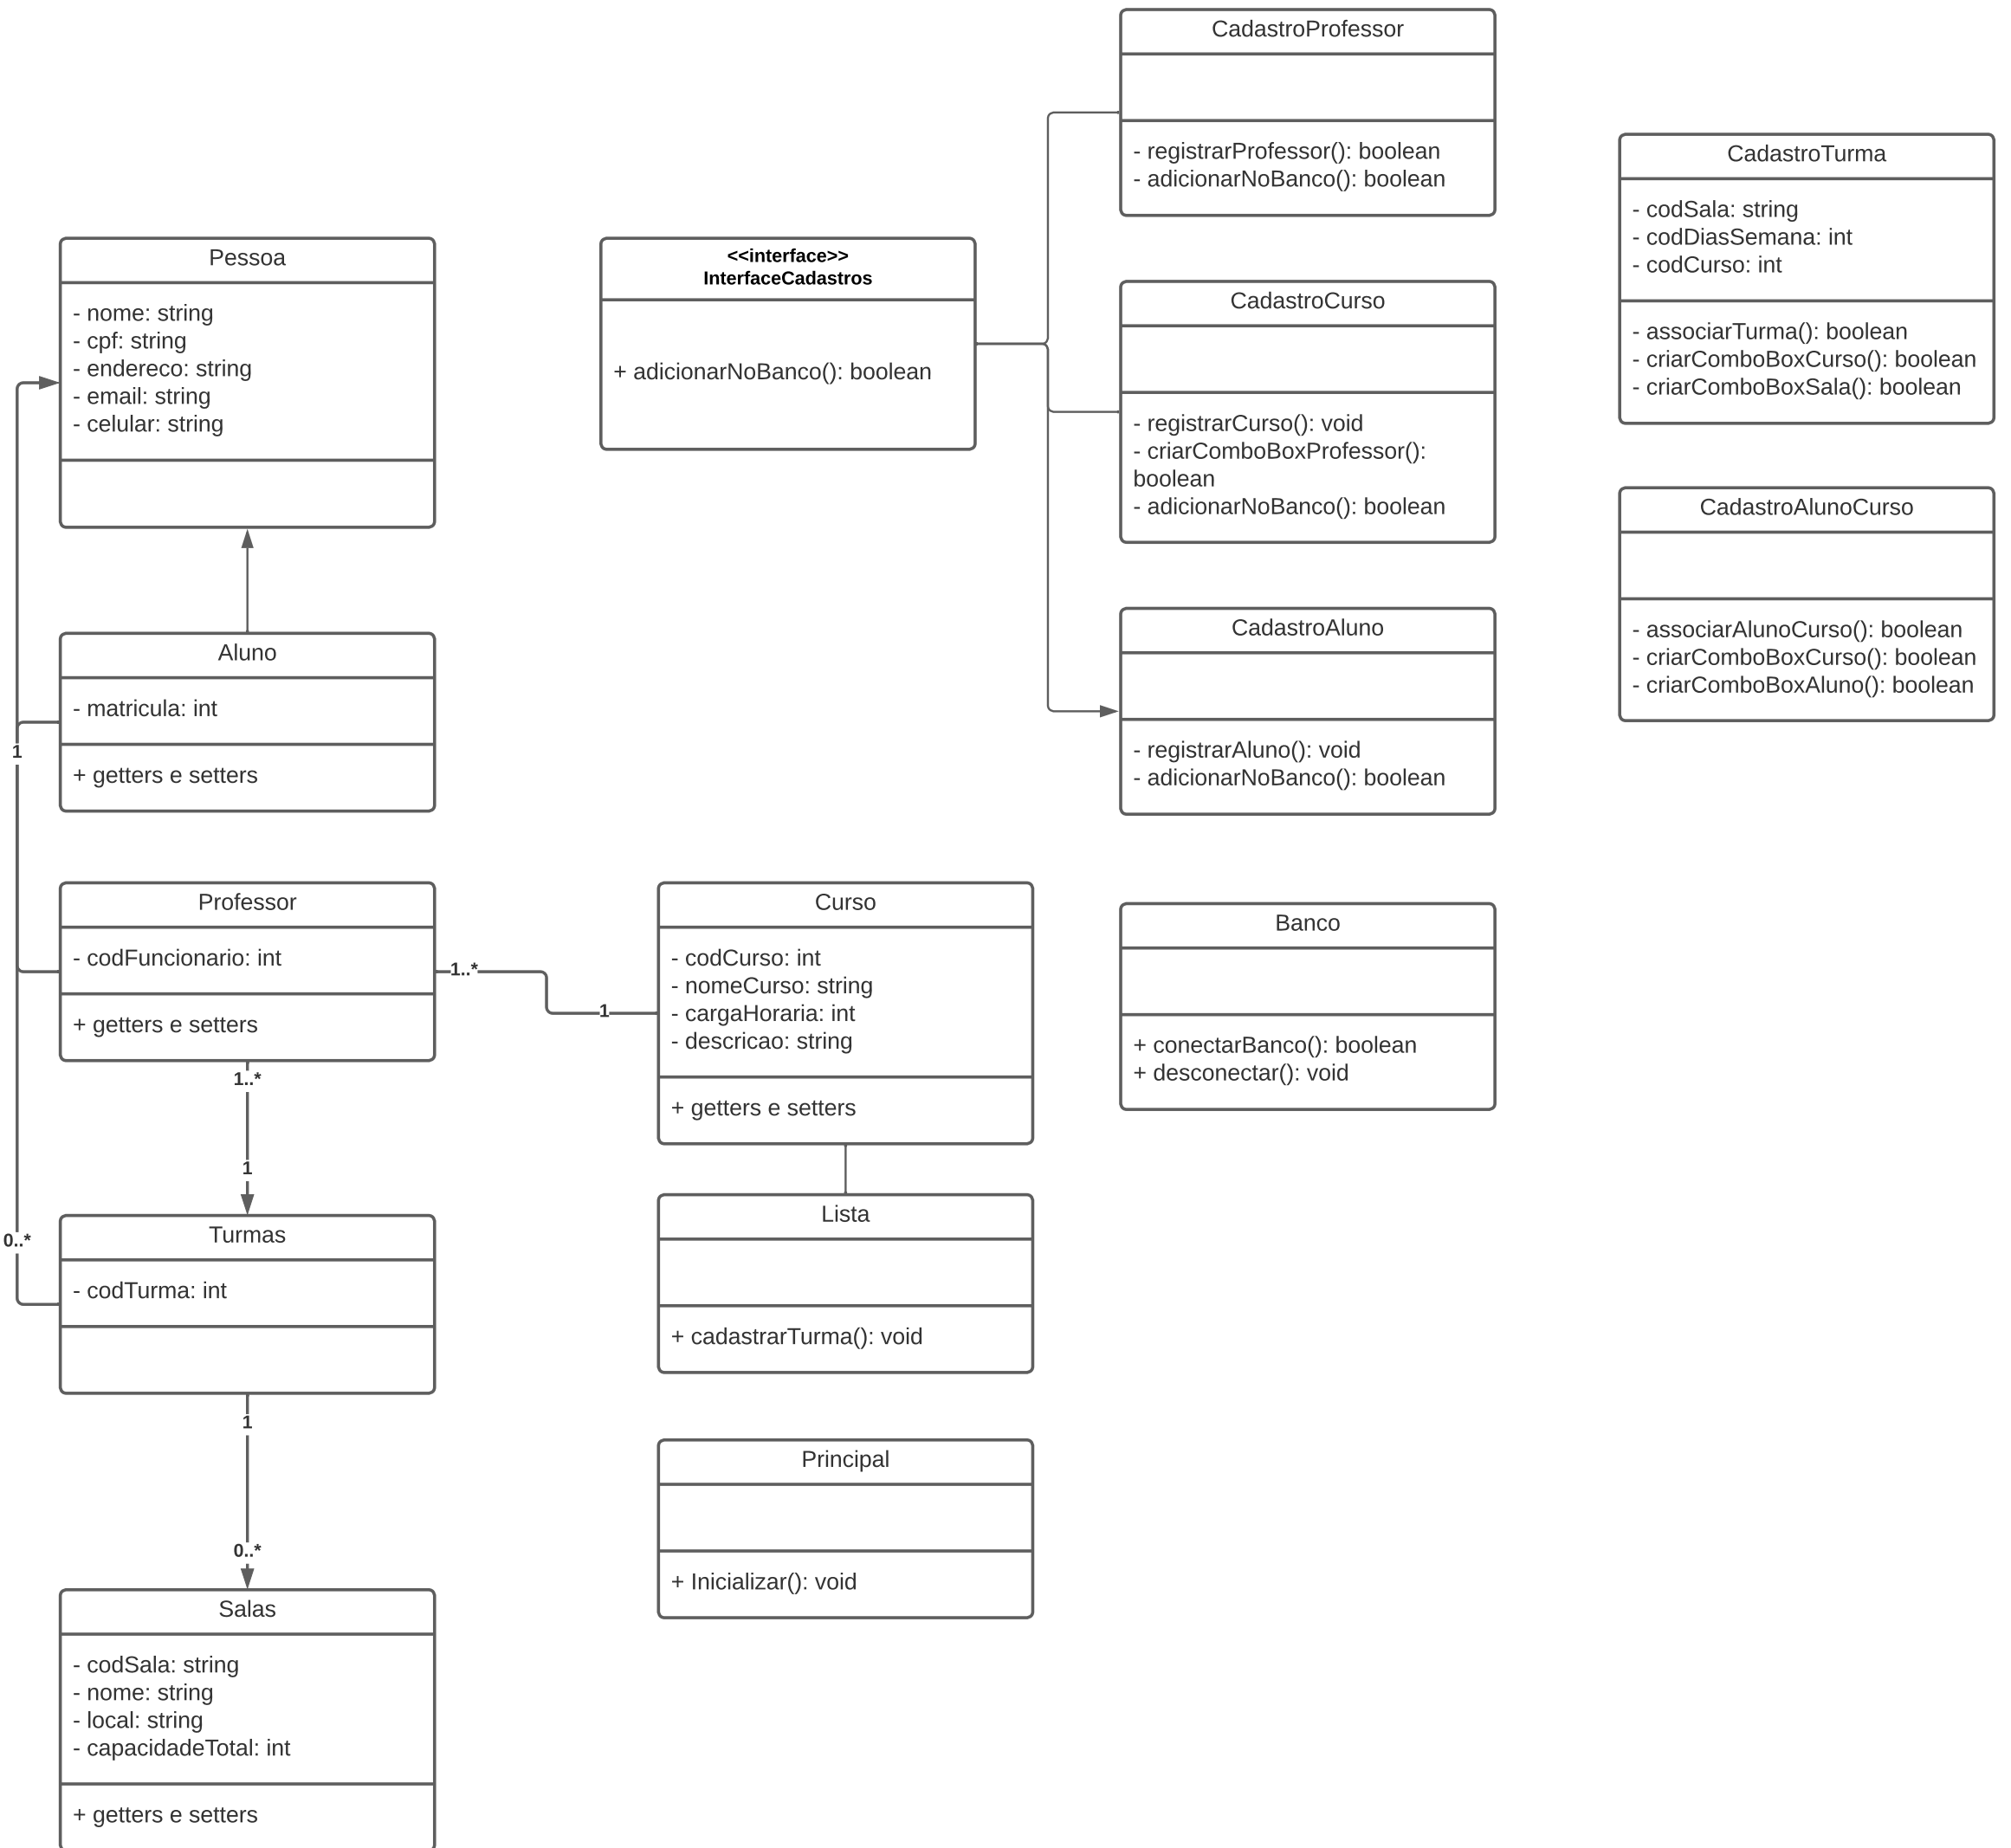 CadastroProfessor
- registrarProfessor(): boolean
- adicionarNoBanco(): boolean
CadastroTurma
- codSala: string
- codDiasSemana: int
- codCurso: int
- associarTurma(): boolean
- criarComboBoxCurso(): boolean
- criarComboBoxSala(): boolean
Pessoa
- nome: string
- cpf: string
- endereco: string
- email: string
- celular: string
<<interface>>
InterfaceCadastros
+ adicionarNoBanco(): boolean
CadastroCurso
- registrarCurso(): void
- criarComboBoxProfessor():
boolean
- adicionarNoBanco(): boolean
CadastroAlunoCurso
- associarAlunoCurso(): boolean
- criarComboBoxCurso(): boolean
- criarComboBoxAluno(): boolean
Aluno
- matricula: int
+ getters e setters
1
CadastroAluno
- registrarAluno(): void
- adicionarNoBanco(): boolean
Professor
- codFuncionario: int
+ getters e setters
1..*
1
Curso
- codCurso: int
- nomeCurso: string
- cargaHoraria: int
- descricao: string
+ getters e setters
Banco
+ conectarBanco(): boolean
+ desconectar(): void
1..*
1
0..*
Turmas
- codTurma: int
Lista
+ cadastrarTurma(): void
1
0..*
Principal
+ Inicializar(): void
Salas
- codSala: string
- nome: string
- local: string
- capacidadeTotal: int
+ getters e setters